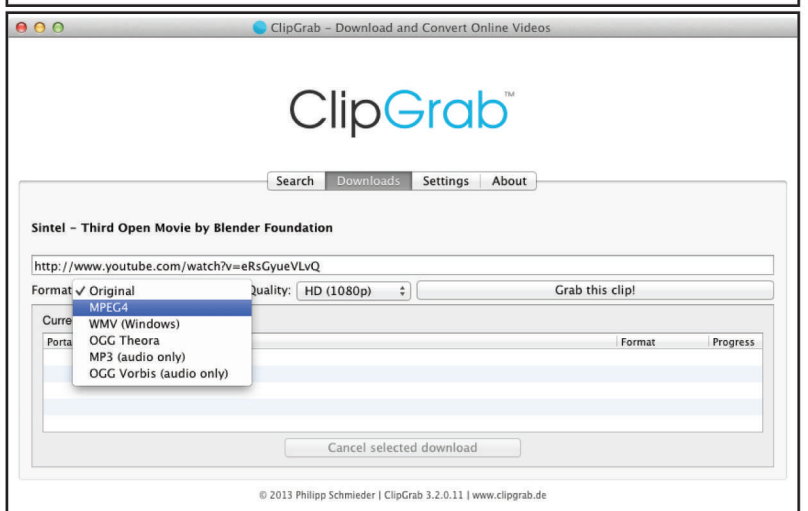 ClipGrab - Download and Convert Online Videos
ClipGrab™
Search Downloads Settings About
Sintel - Third Open Movie by Blender Foundation
http://www.youtube.com/watch?v=eRsGyueVLvQ
Format ✓ Original Quality: HD (1080p) Grab this clip!
MPEG4
Curre WMV (Windows)
Porta OGG Theora Format Progress
MP3 (audio only)
OGG Vorbis (audio only)
Cancel selected download
© 2013 Philipp Schmieder | ClipGrab 3.2.0.11 | www.clipgrab.de